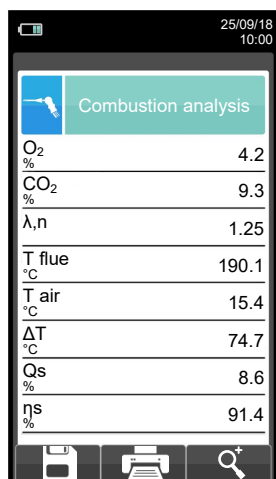 25/09/18
10:00
Combustion analysis
O₂
%
4.2
CO₂
%
9.3
λ,n
1.25
T flue
°C
190.1
T air
°C
15.4
ΔT
°C
74.7
Qs
%
8.6
ηs
%
91.4